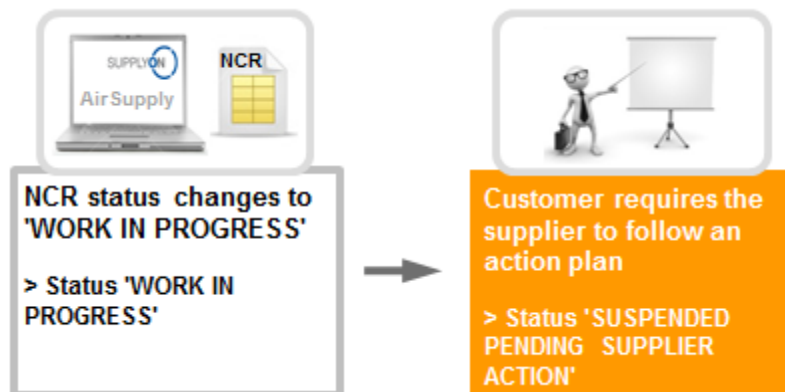 SUPPLYON
AirSupply
NCR
NCR status changes to
'WORK IN PROGRESS'
> Status 'WORK IN
PROGRESS'
Customer requires the
supplier to follow an
action plan
> Status 'SUSPENDED
PENDING SUPPLIER
ACTION'